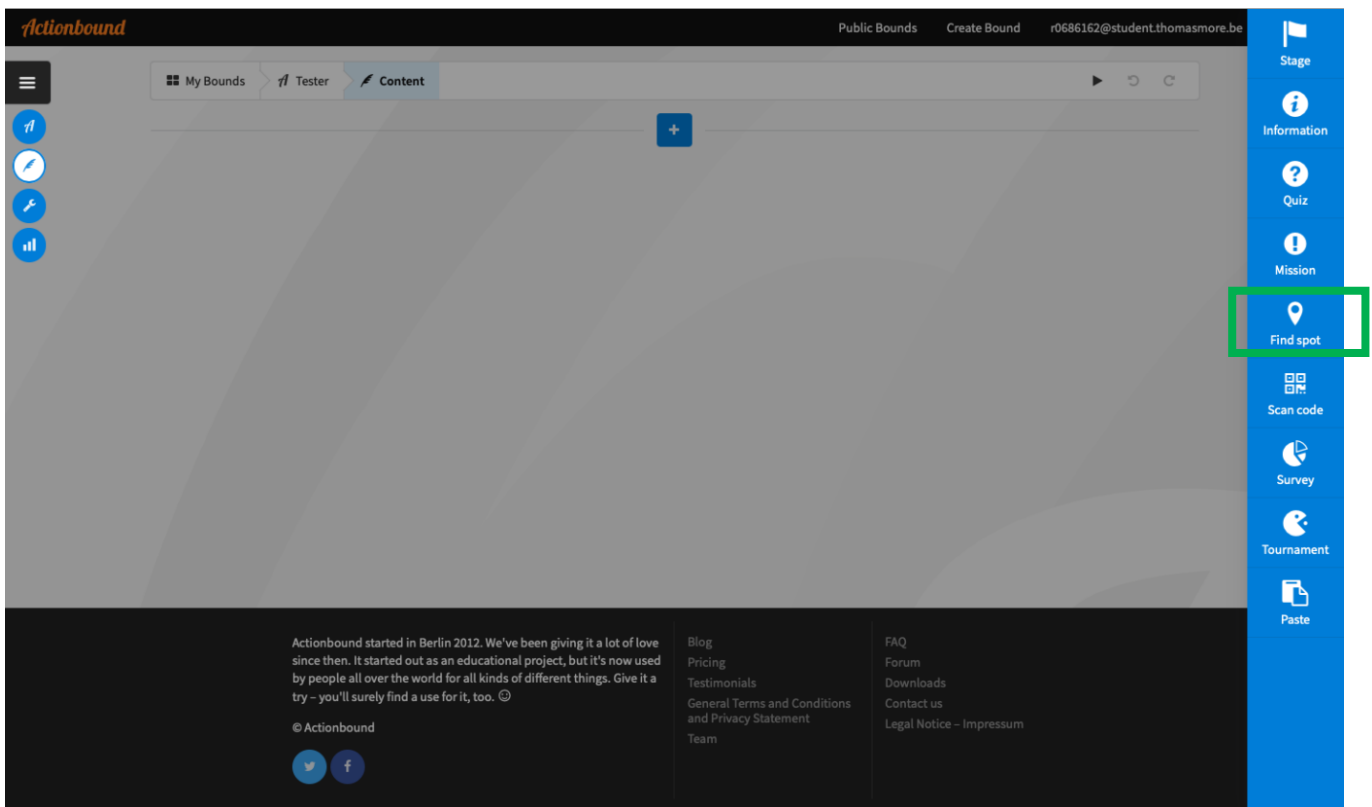 Actionbound
Public Bounds
Create Bound
r0686162@student.thomasmore.be
My Bounds
Tester
Content
Stage
Information
Quiz
Mission
Find spot
Scan code
Survey
Tournament
Paste
Actionbound started in Berlin 2012. We've been giving it a lot of love
since then. It started out as an educational project, but it's now used
by people all over the world for all kinds of different things. Give it a
try – you'll surely find a use for it, too. ☺
© Actionbound
Blog
Pricing
Testimonials
General Terms and Conditions
and Privacy Statement
Team
FAQ
Forum
Downloads
Contact us
Legal Notice – Impressum